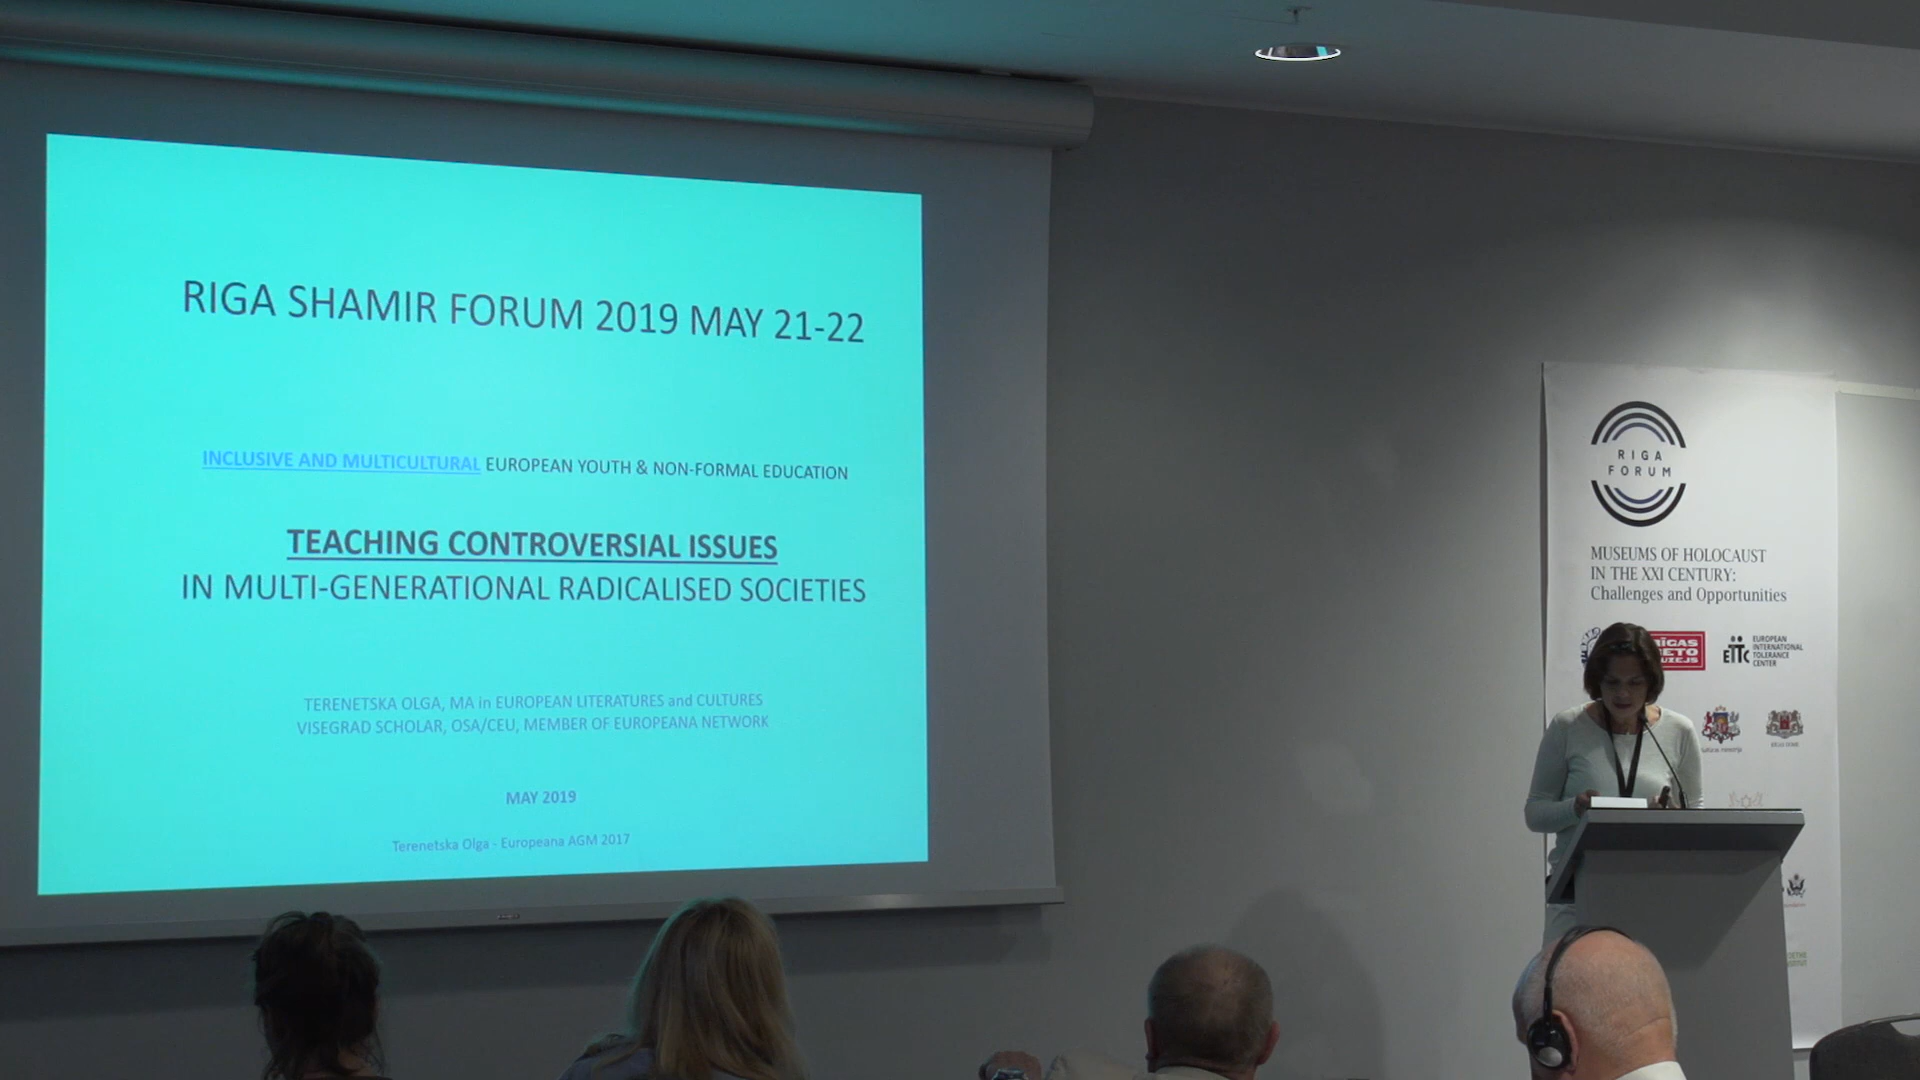 RIGA SHAMIR FORUM 2019 MAY 21-22
INCLUSIVE AND MULTICULTURAL EUROPEAN YOUTH & NON-FORMAL EDUCATION
TEACHING CONTROVERSIAL ISSUES
IN MULTI-GENERATIONAL RADICALISED SOCIETIES
TERENETSKA OLGA, MA in EUROPEAN LITERATURES and CULTURES
VISEGRAD SCHOLAR, OSA/CEU, MEMBER OF EUROPEANA NETWORK
MAY 2019
Terenetska Olga - Europeana AGM 2017
RIGA
FORUM
MUSEUMS OF HOLOCAUST
IN THE XXI CENTURY:
Challenges and Opportunities
EITC
EUROPEAN
INTERNATIONAL
TOLERANCE
CENTER